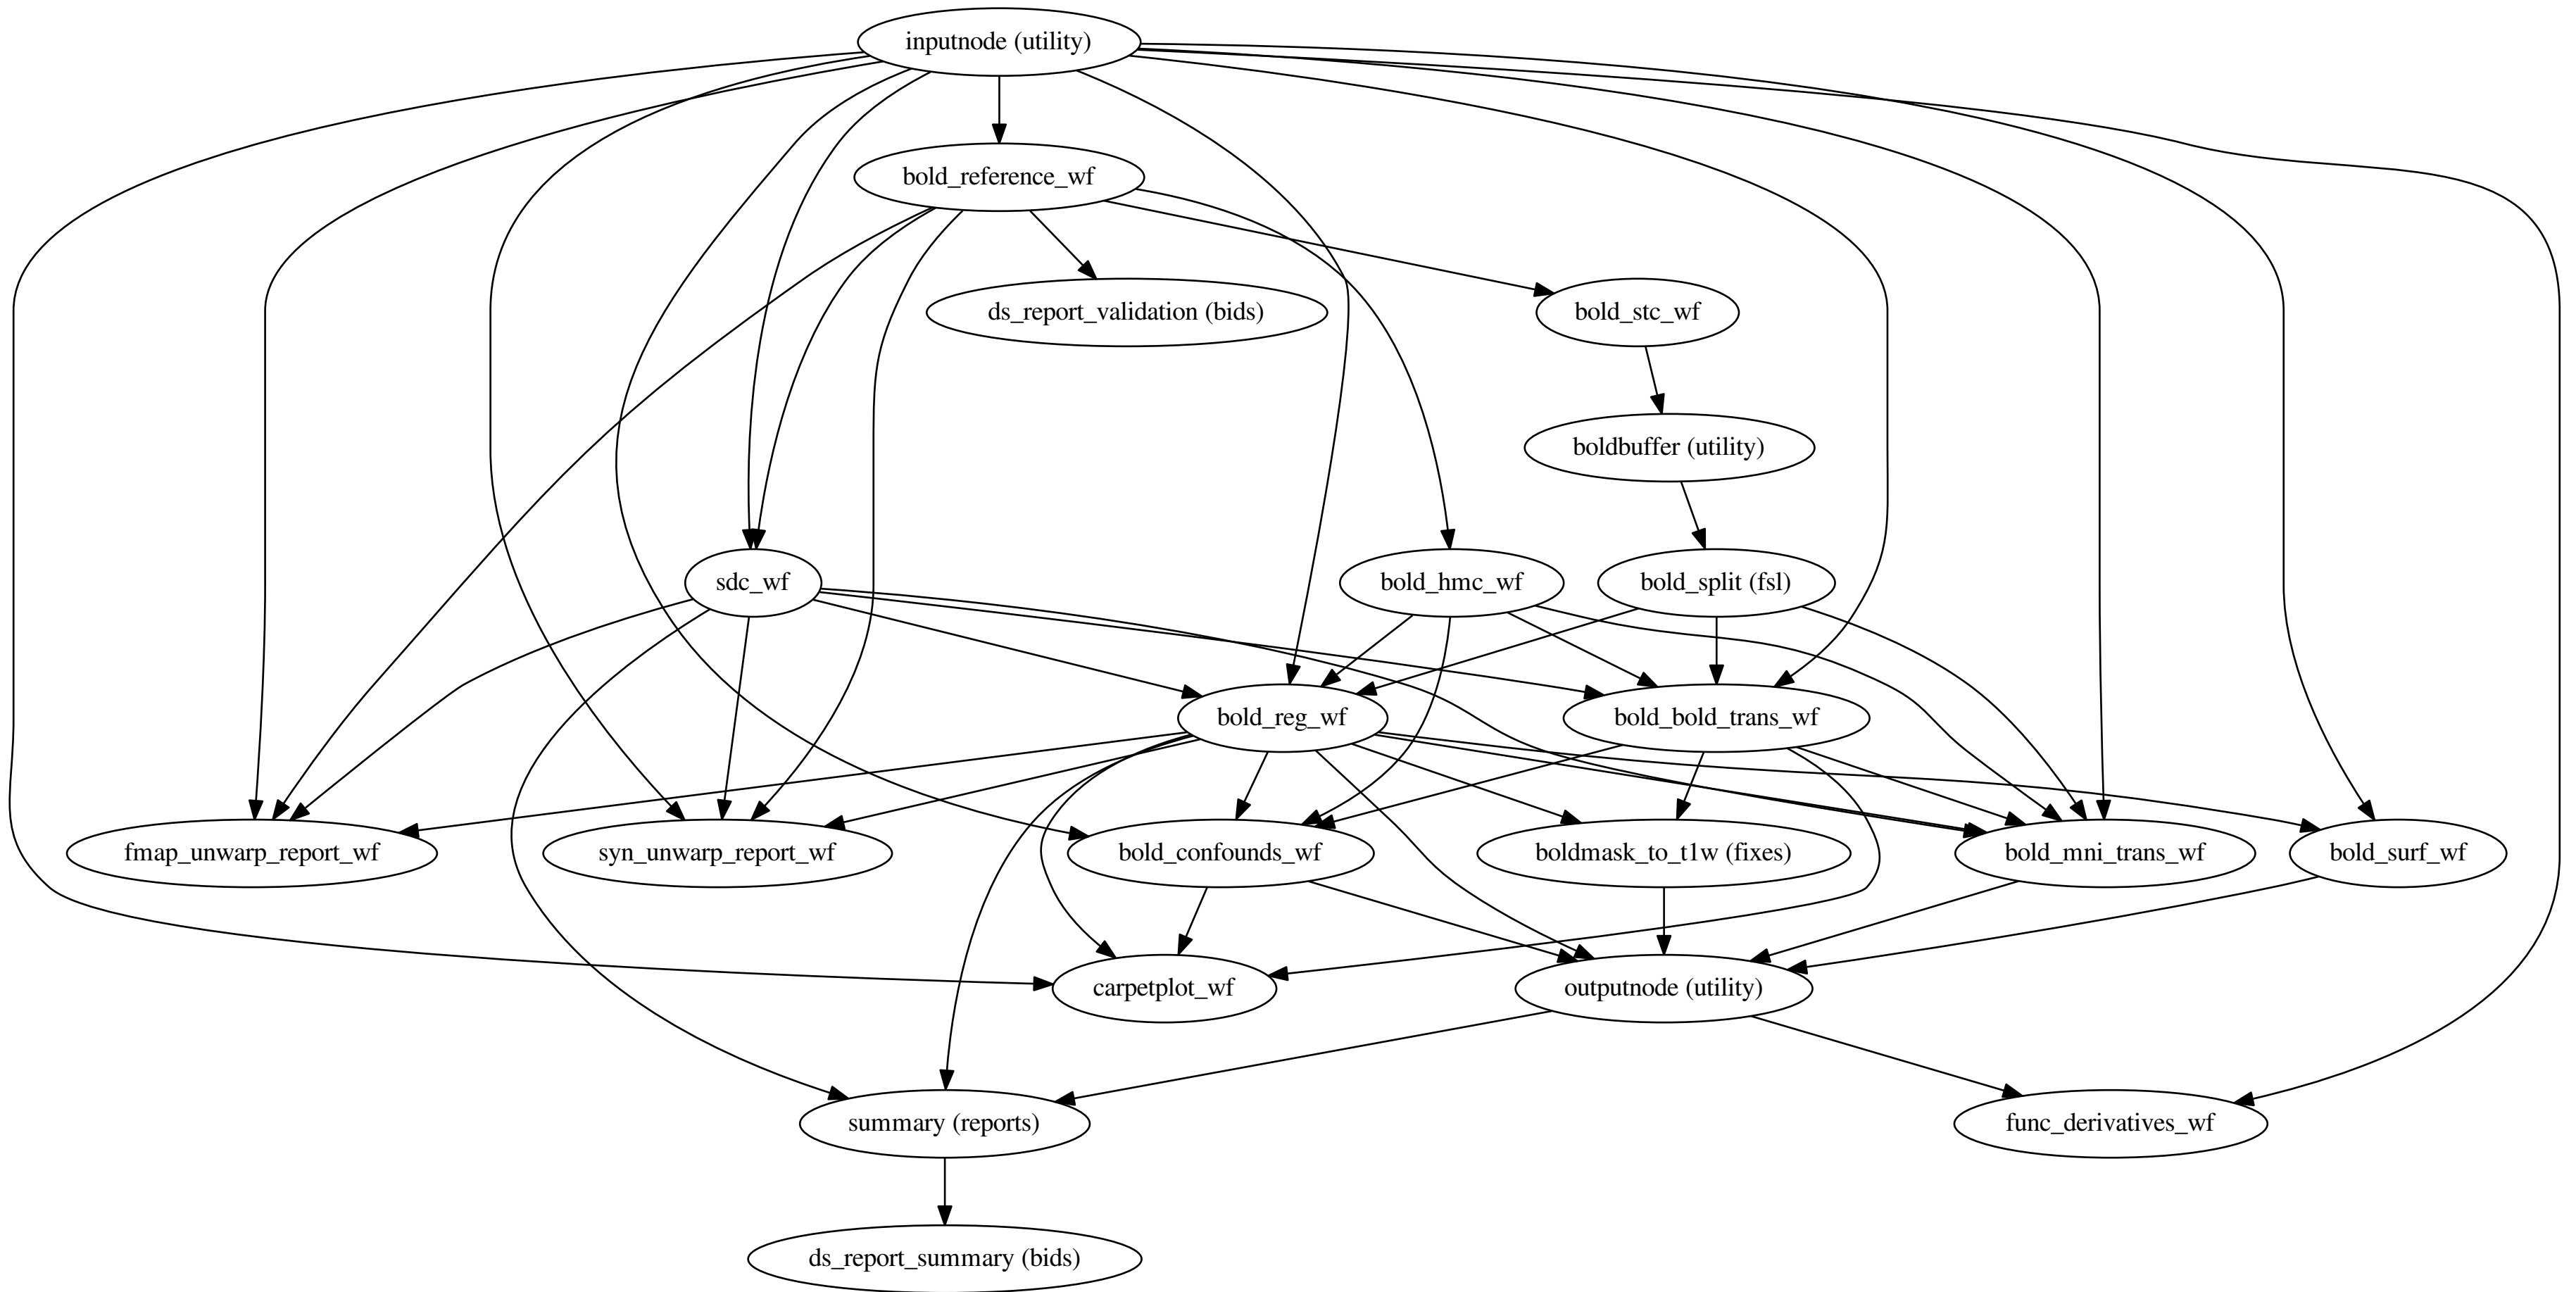 inputnode (utility)
bold_reference_wf
ds_report_validation (bids)
bold_stc_wf
boldbuffer (utility)
sdc_wf
bold_hmc_wf
bold_split (fsl)
bold_reg_wf
bold_bold_trans_wf
fmap_unwarp_report_wf
syn_unwarp_report_wf
bold_confounds_wf
boldmask_to_t1w (fixes)
bold_mni_trans_wf
bold_surf_wf
carpetplot_wf
outputnode (utility)
summary (reports)
func_derivatives_wf
ds_report_summary (bids)